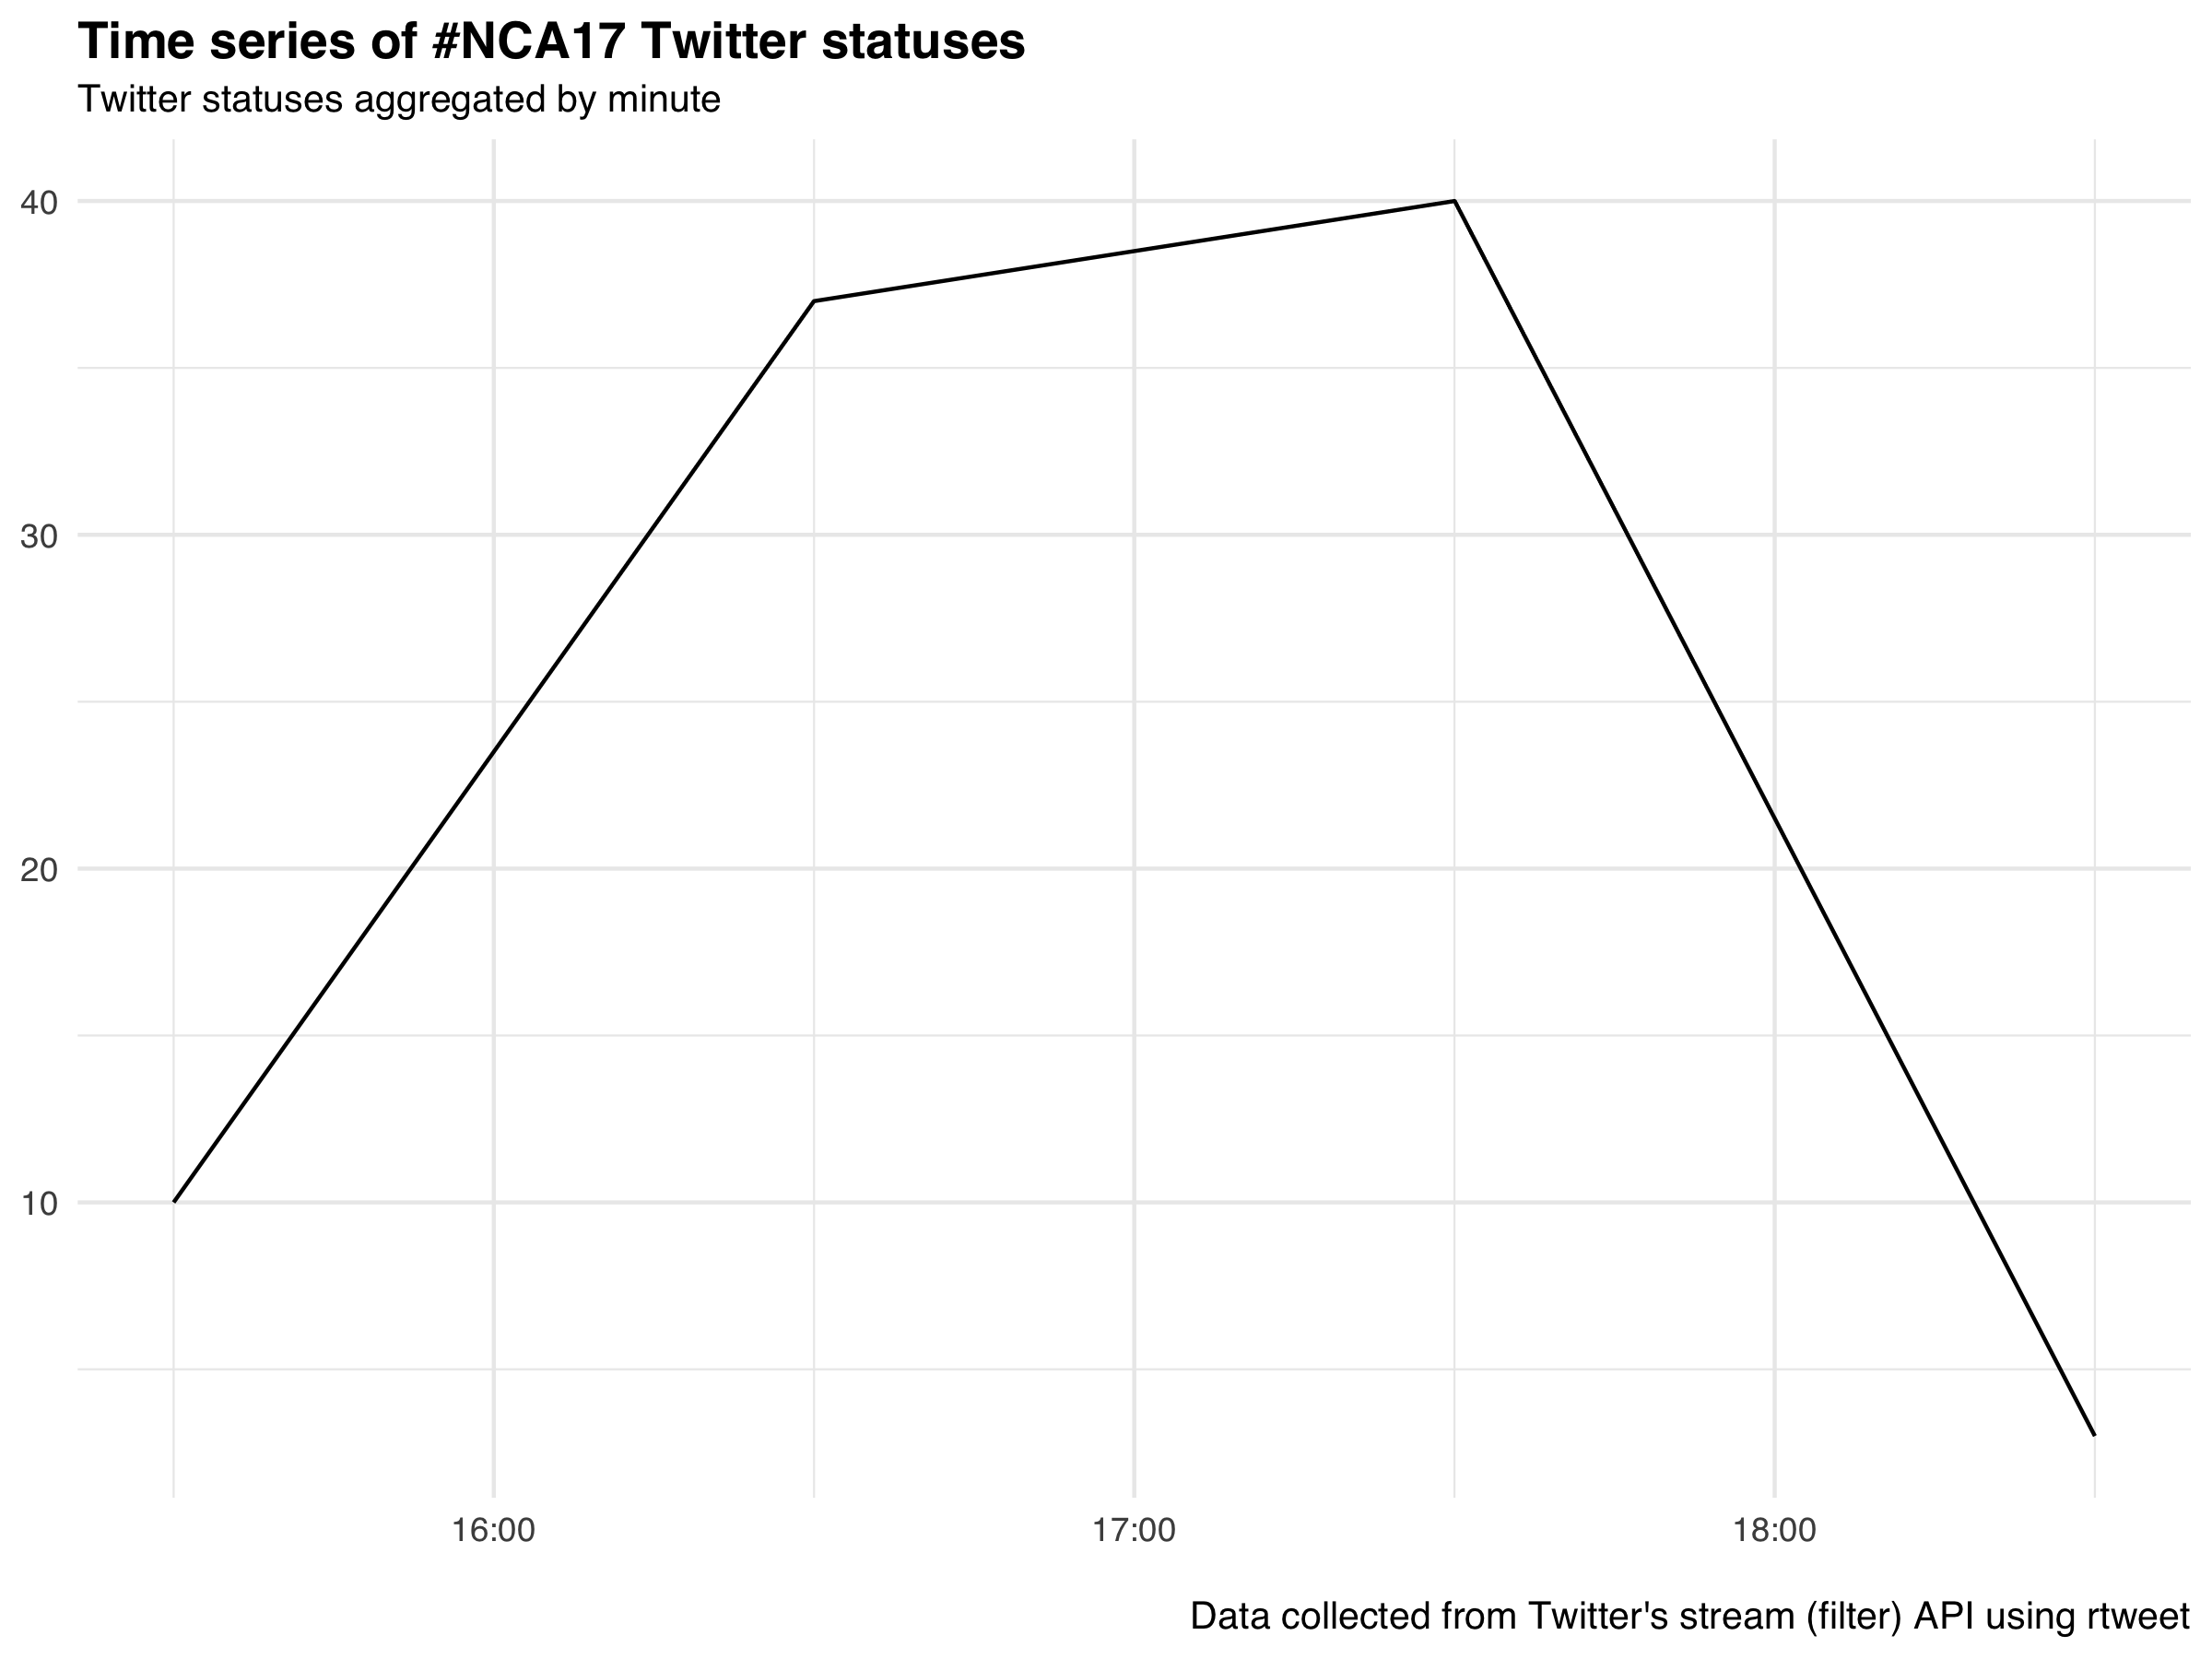 Time series of #NCA17 Twitter statuses
Twitter statuses aggregated by minute
40
30
20
10
16:00 17:00 18:00
Data collected from Twitter's stream (filter) API using rtweet